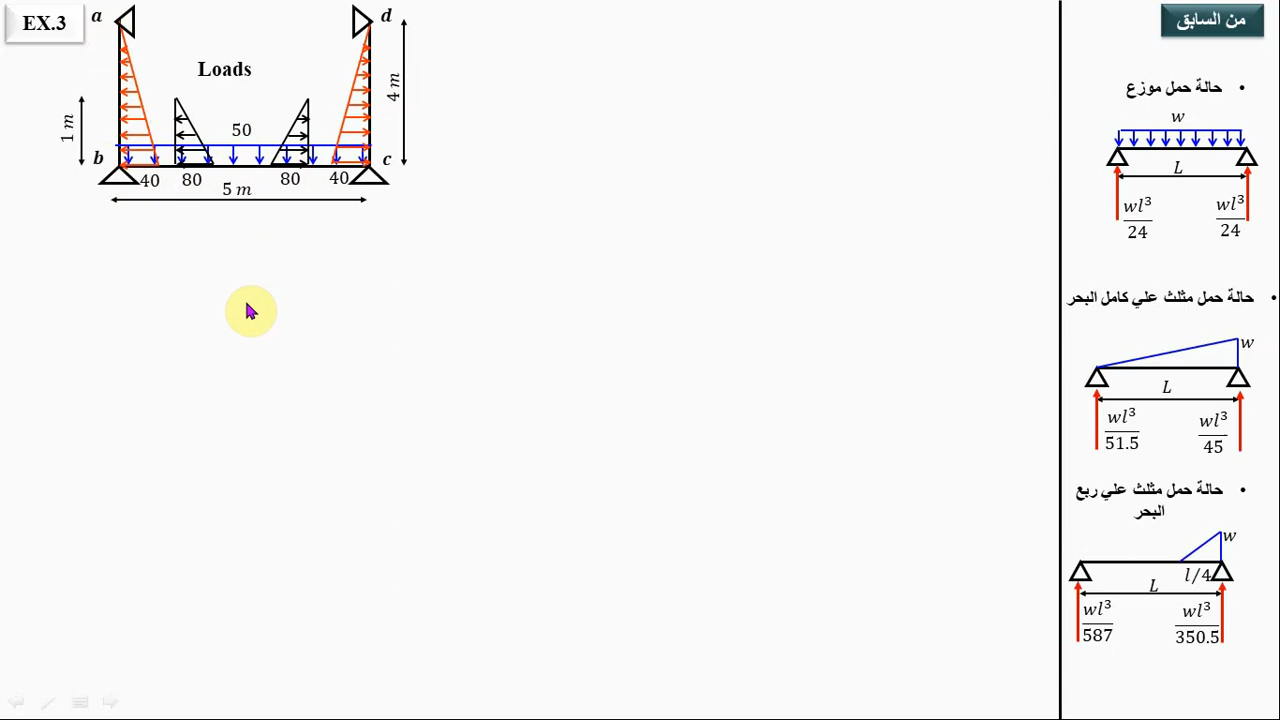 EX.3
a
d
Loads
4 m
1 m
50
b
c
40
80
80
40
5 m
من السابق
• حالة حمل موزع
w
L
wl³/24
wl³/24
• حالة حمل مثلث علي كامل البحر
w
L
wl³/51.5
wl³/45
• حالة حمل مثلث علي ربع
البحر
w
l/4
L
wl³/587
wl³/350.5